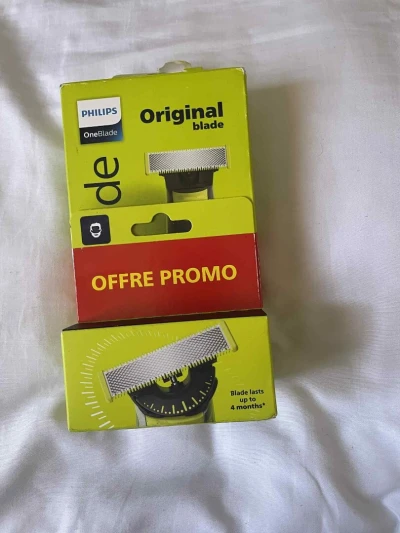 PHILIPS
OneBlade
Original
blade
de
OFFRE PROMO
Blade lasts
up to
4 months*